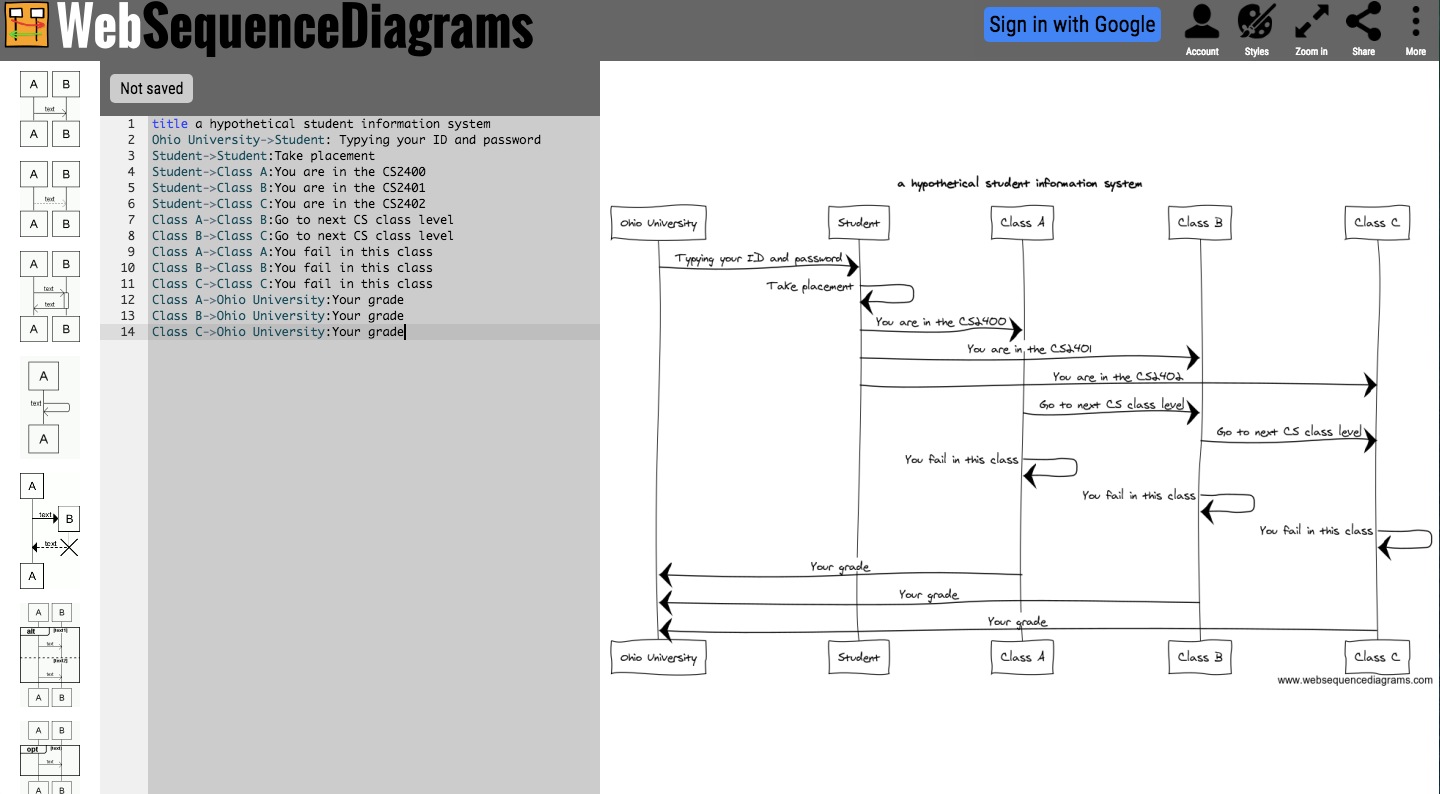 WebSequenceDiagrams
Sign in with Google
Account
Styles
Zoom in
Share
More
Not saved
1 title a hypothetical student information system
2 Ohio University->Student: Typying your ID and password
3 Student->Student:Take placement
4 Student->Class A:You are in the CS2400
5 Student->Class B:You are in the CS2401
6 Student->Class C:You are in the CS2402
7 Class A->Class B:Go to next CS class level
8 Class B->Class C:Go to next CS class level
9 Class A->Class A:You fail in this class
10 Class B->Class B:You fail in this class
11 Class C->Class C:You fail in this class
12 Class A->Ohio University:Your grade
13 Class B->Ohio University:Your grade
14 Class C->Ohio University:Your grade
A B
text
A B
A B
text
A B
A B
text
text
A B
A
text
A
A
text B
text
A
A B
alt [text1]
text
[text2]
text
A B
A B
opt [text]
text
A B
a hypothetical student information system
Ohio University Student Class A Class B Class C
Typying your ID and password
Take placement
You are in the CS2400
You are in the CS2401
You are in the CS2402
Go to next CS class level
Go to next CS class level
You fail in this class
You fail in this class
You fail in this class
Your grade
Your grade
Your grade
Ohio University Student Class A Class B Class C
www.websequencediagrams.com